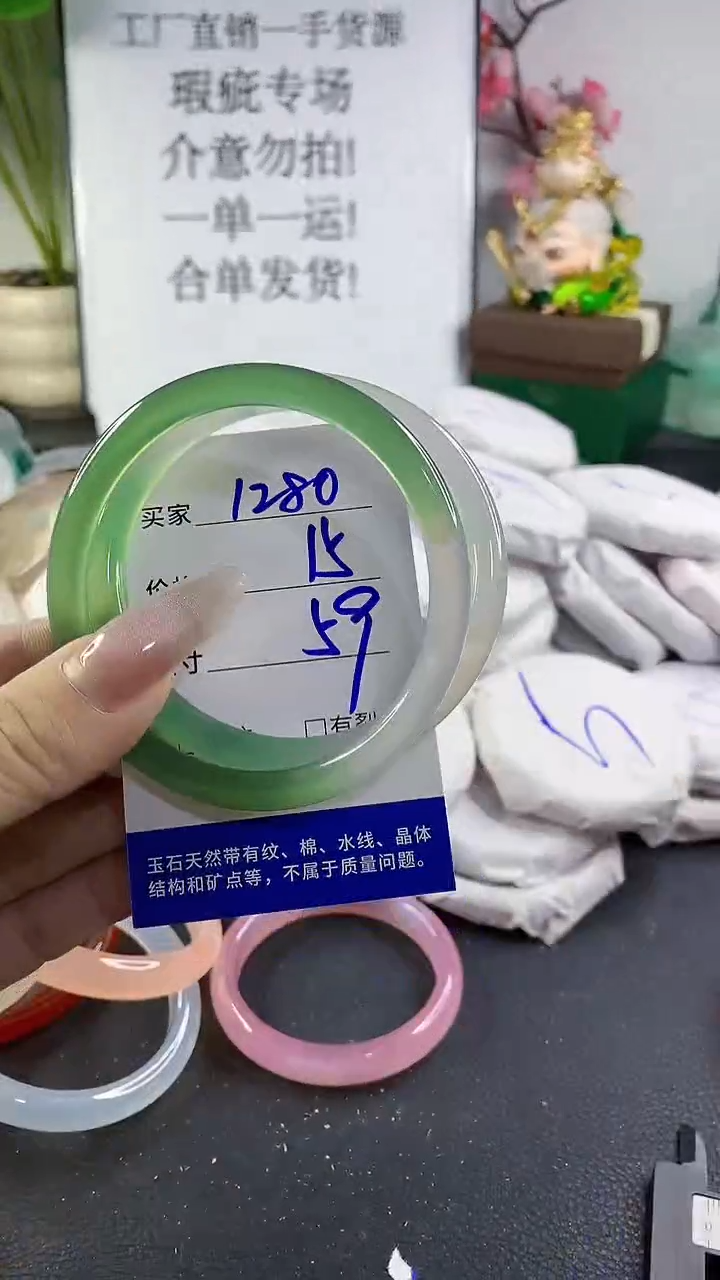 工厂直销一手货源
瑕疵专场
介意勿拍!
一单一运!
合单发货!
买家 1280
15
寸 59
□有裂
玉石天然带有纹、棉、水线、晶体
结构和矿点等，不属于质量问题。